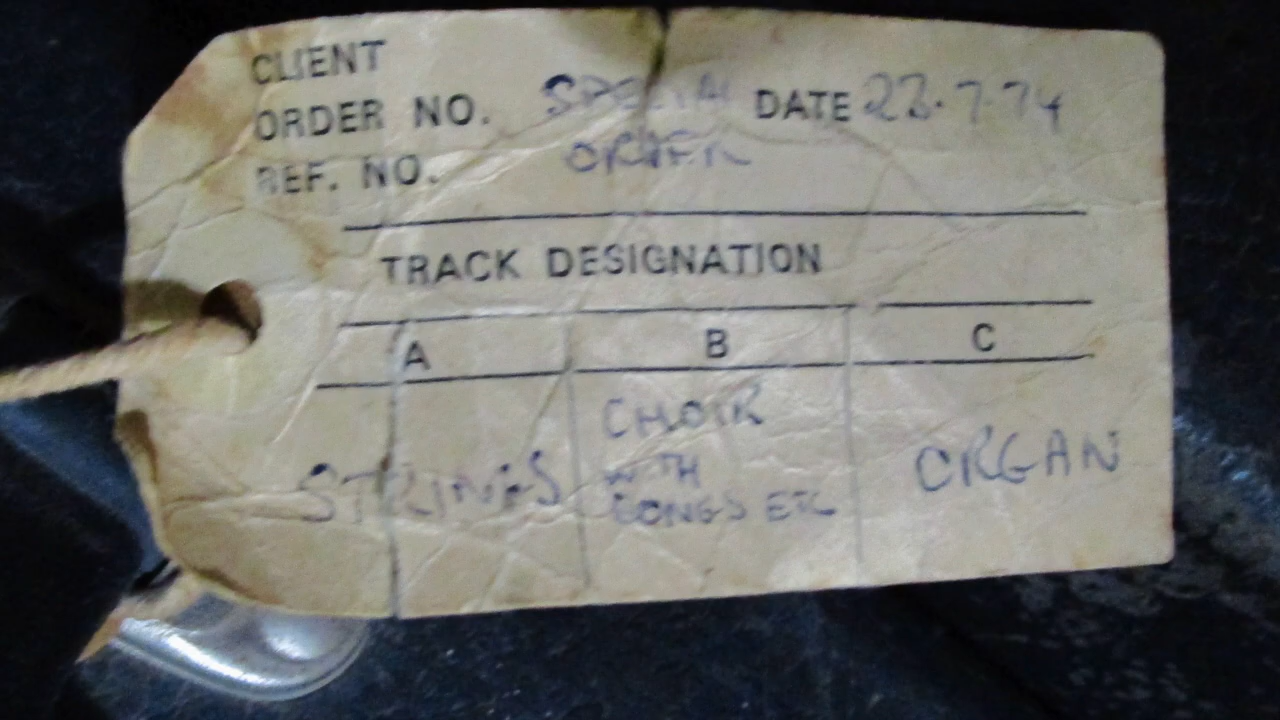 CLIENT
ORDER NO. SPECIAL DATE 22.7.74
REF. NO. ORDER
TRACK DESIGNATION
A B C
STRINGS CHOIR WITH GONGS ETC ORGAN